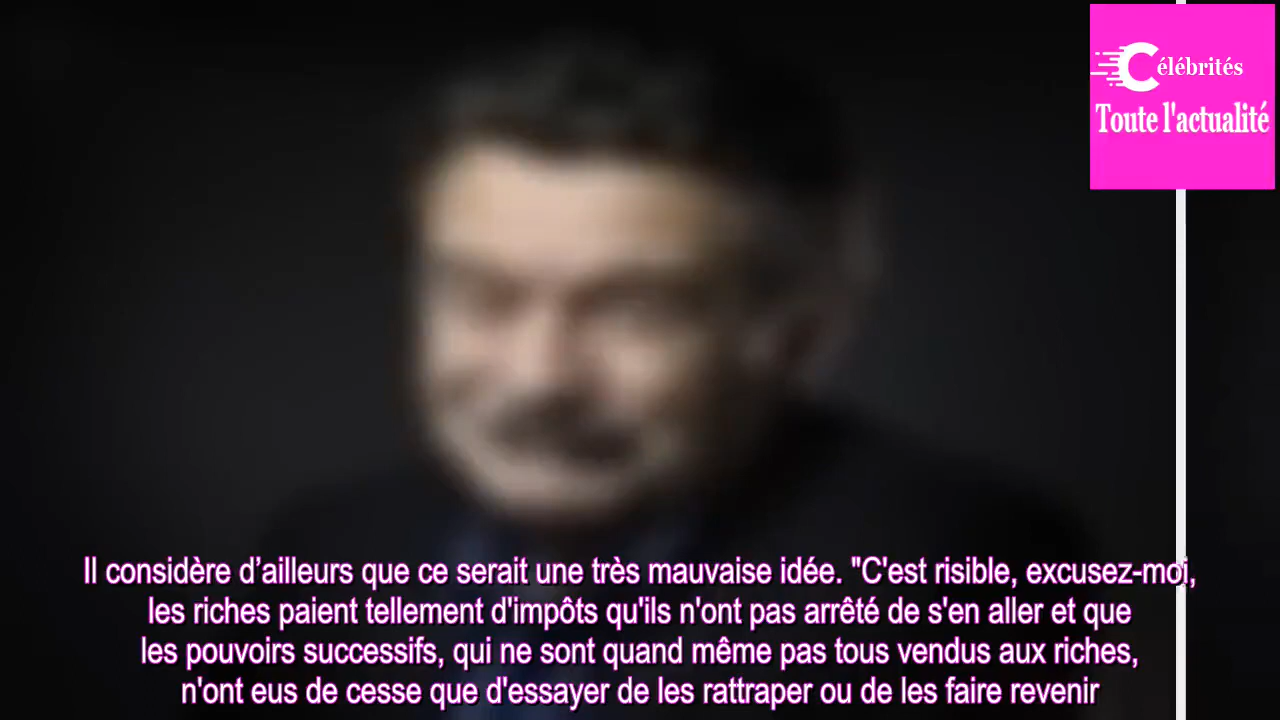 Célébrités
Toute l'actualité
Il considère d’ailleurs que ce serait une très mauvaise idée. "C'est risible, excusez-moi,
les riches paient tellement d'impôts qu'ils n'ont pas arrêté de s'en aller et que
les pouvoirs successifs, qui ne sont quand même pas tous vendus aux riches,
n'ont eus de cesse que d'essayer de les rattraper ou de les faire revenir